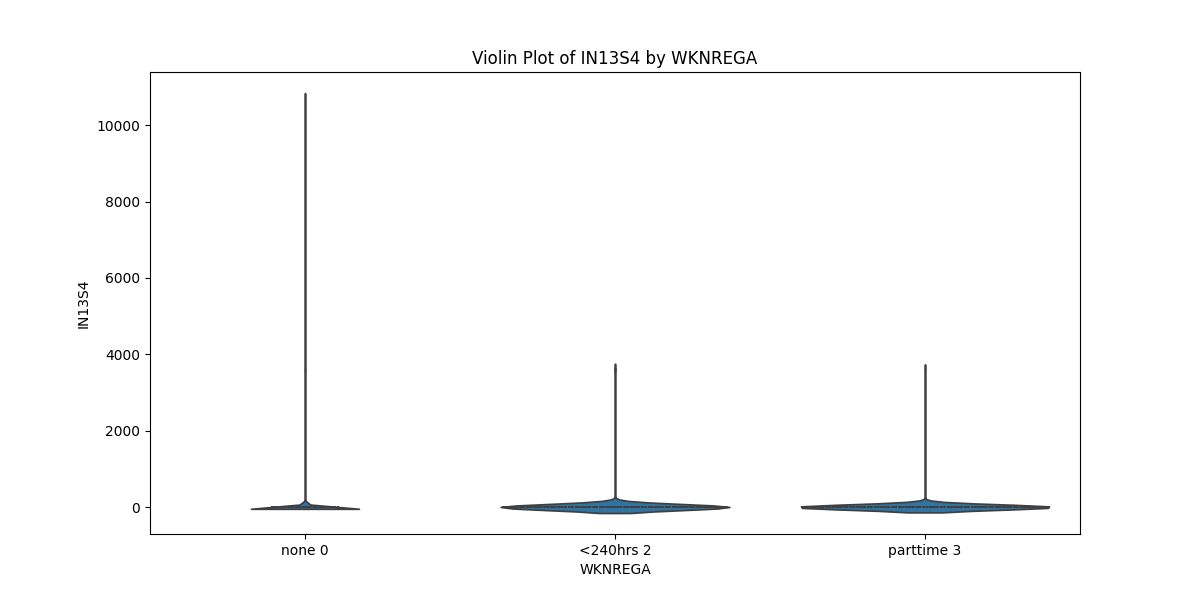 Violin Plot of IN13S4 by WKNREGA
10000
8000
6000
4000
2000
0
IN13S4
none 0
<240hrs 2
parttime 3
WKNREGA